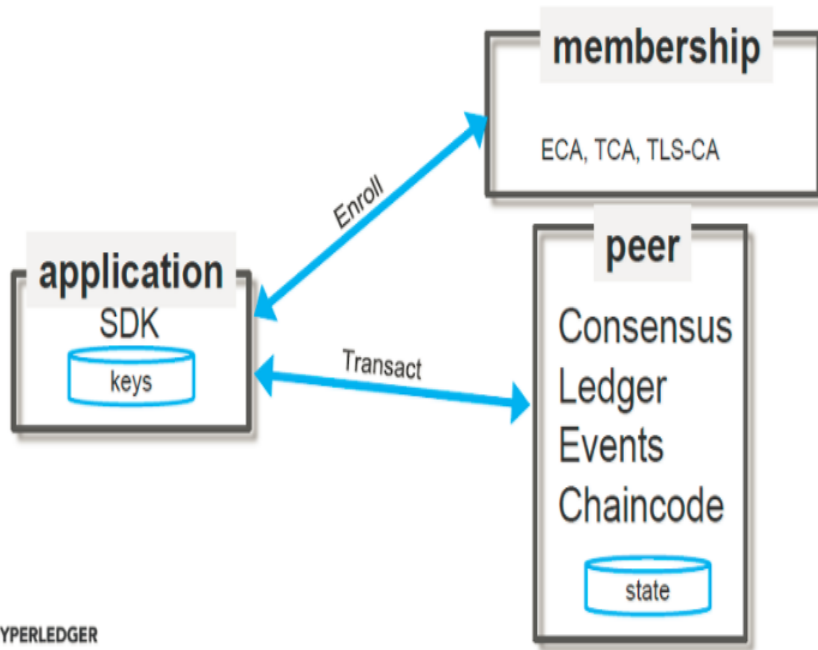 membership
ECA, TCA, TLS-CA
Enroll
application
SDK
keys
Transact
peer
Consensus
Ledger
Events
Chaincode
state
YPERLEDGER